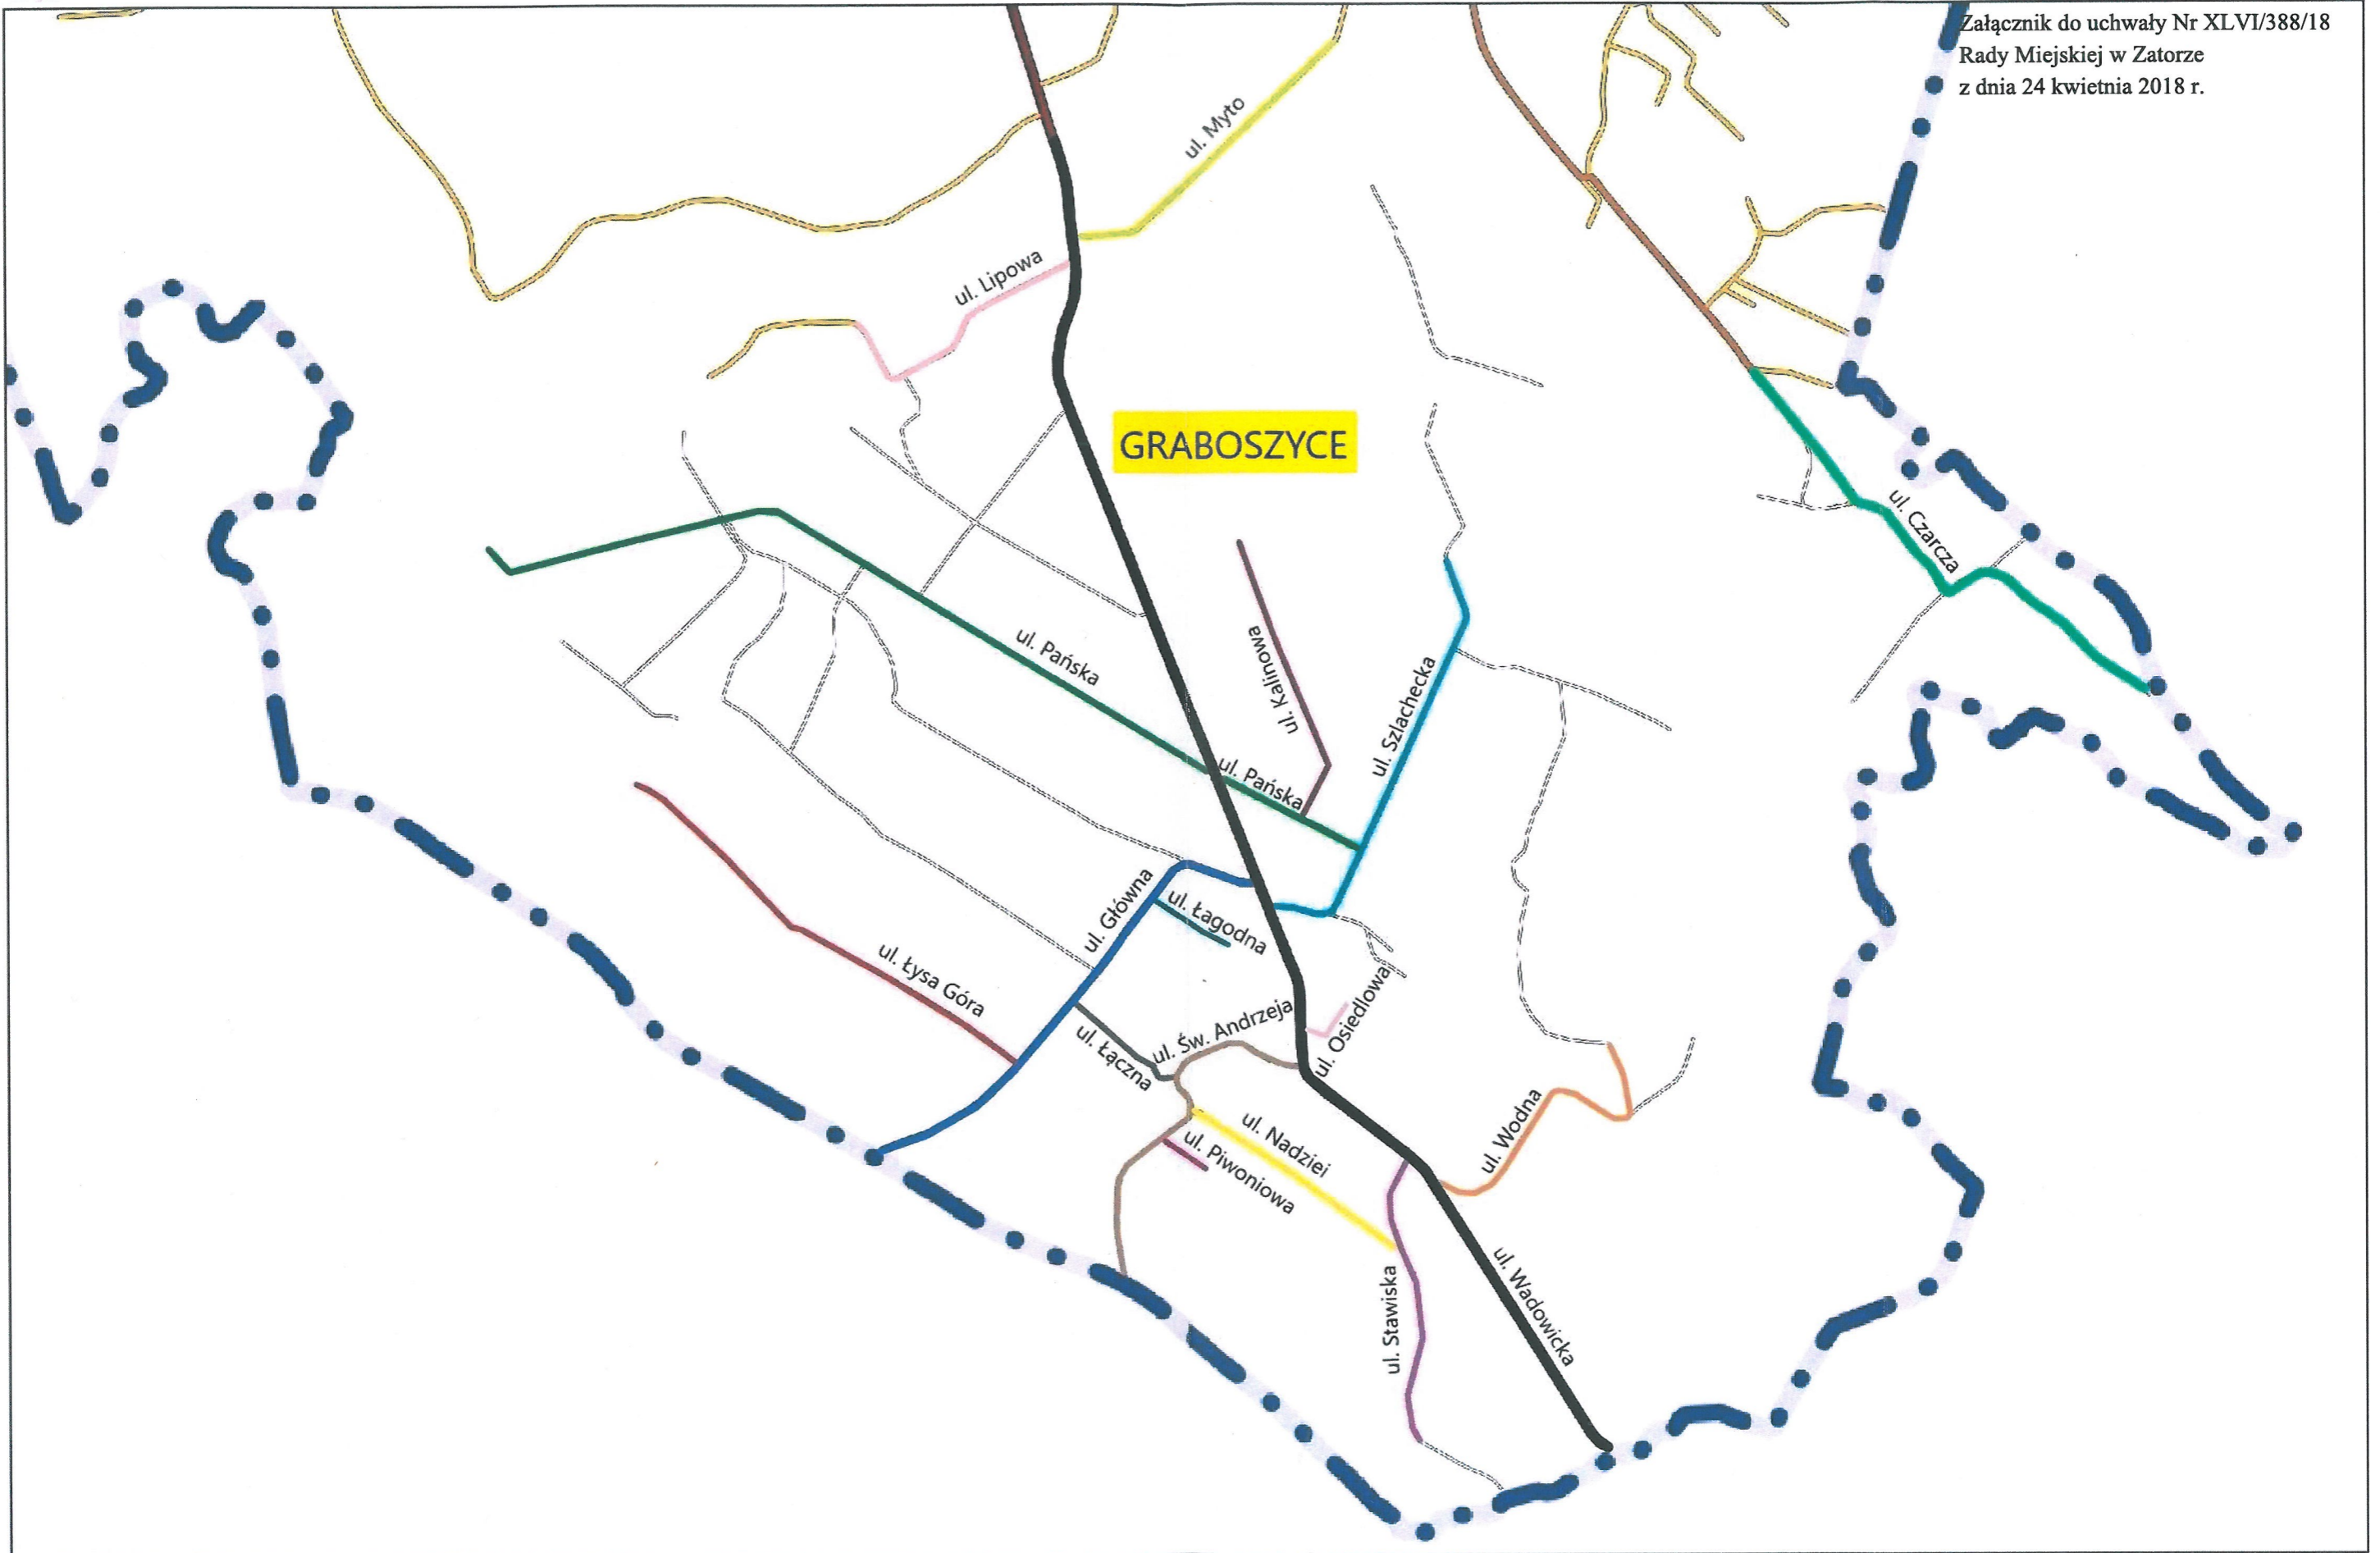 Załącznik do uchwały Nr XLVI/388/18
Rady Miejskiej w Zatorze
z dnia 24 kwietnia 2018 r.
ul. Myto
ul. Lipowa
GRABOSZYCE
ul. Czarcza
ul. Pańska
ul. Kalinowa
ul. Szlachecka
ul. Pańska
ul. Główna
ul. Łagodna
ul. Łysa Góra
ul. Osiedlowa
ul. Św. Andrzeja
ul. Łączna
ul. Nadziei
ul. Piwoniowa
ul. Wodna
ul. Stawiska
ul. Wadowicka